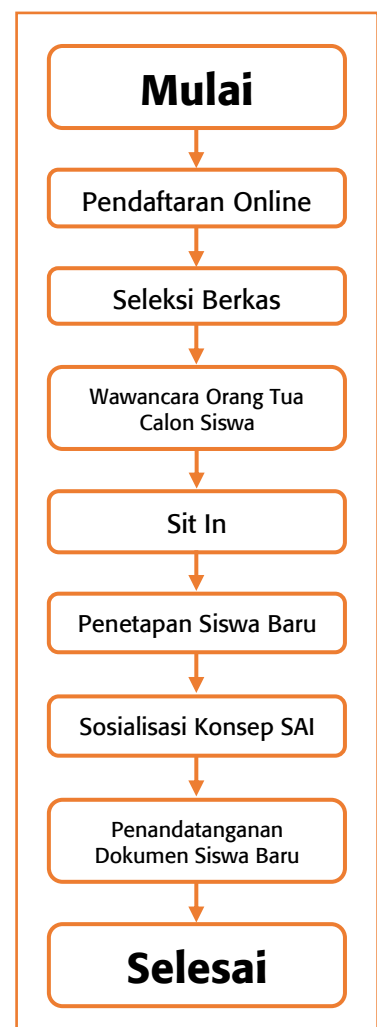 Mulai
Pendaftaran Online
Seleksi Berkas
Wawancara Orang Tua
Calon Siswa
Sit In
Penetapan Siswa Baru
Sosialisasi Konsep SAI
Penandatanganan
Dokumen Siswa Baru
Selesai